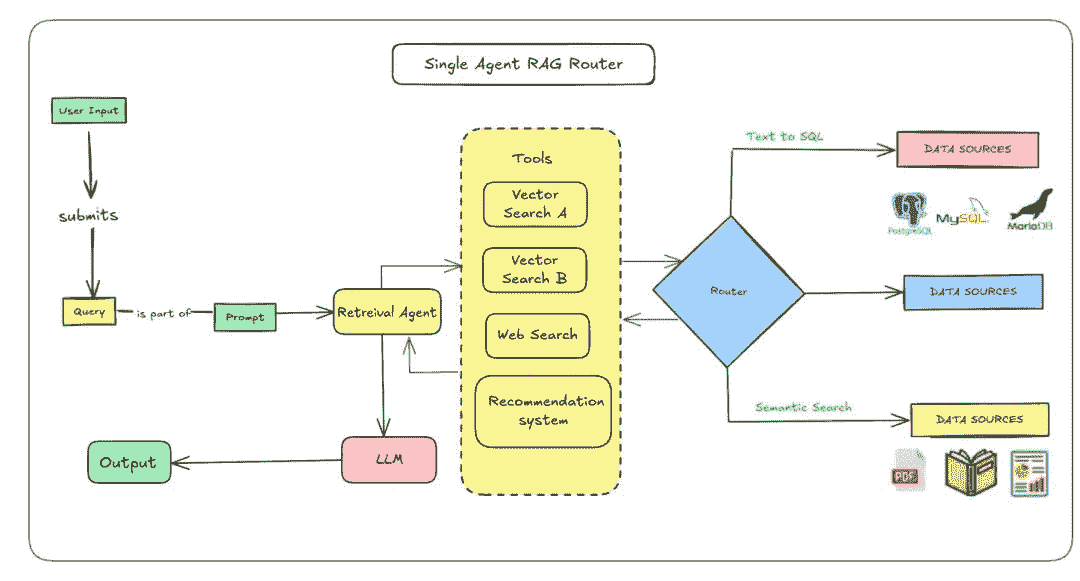 Single Agent RAG Router
User Input
submits
Query
is part of
Prompt
Retreival Agent
LLM
Output
Tools
Vector
Search A
Vector
Search B
Web Search
Recommendation
system
Router
Text to SQL
DATA SOURCES
PostgreSQL
MySQL
MariaDB
DATA SOURCES
Semantic Search
DATA SOURCES
PDF